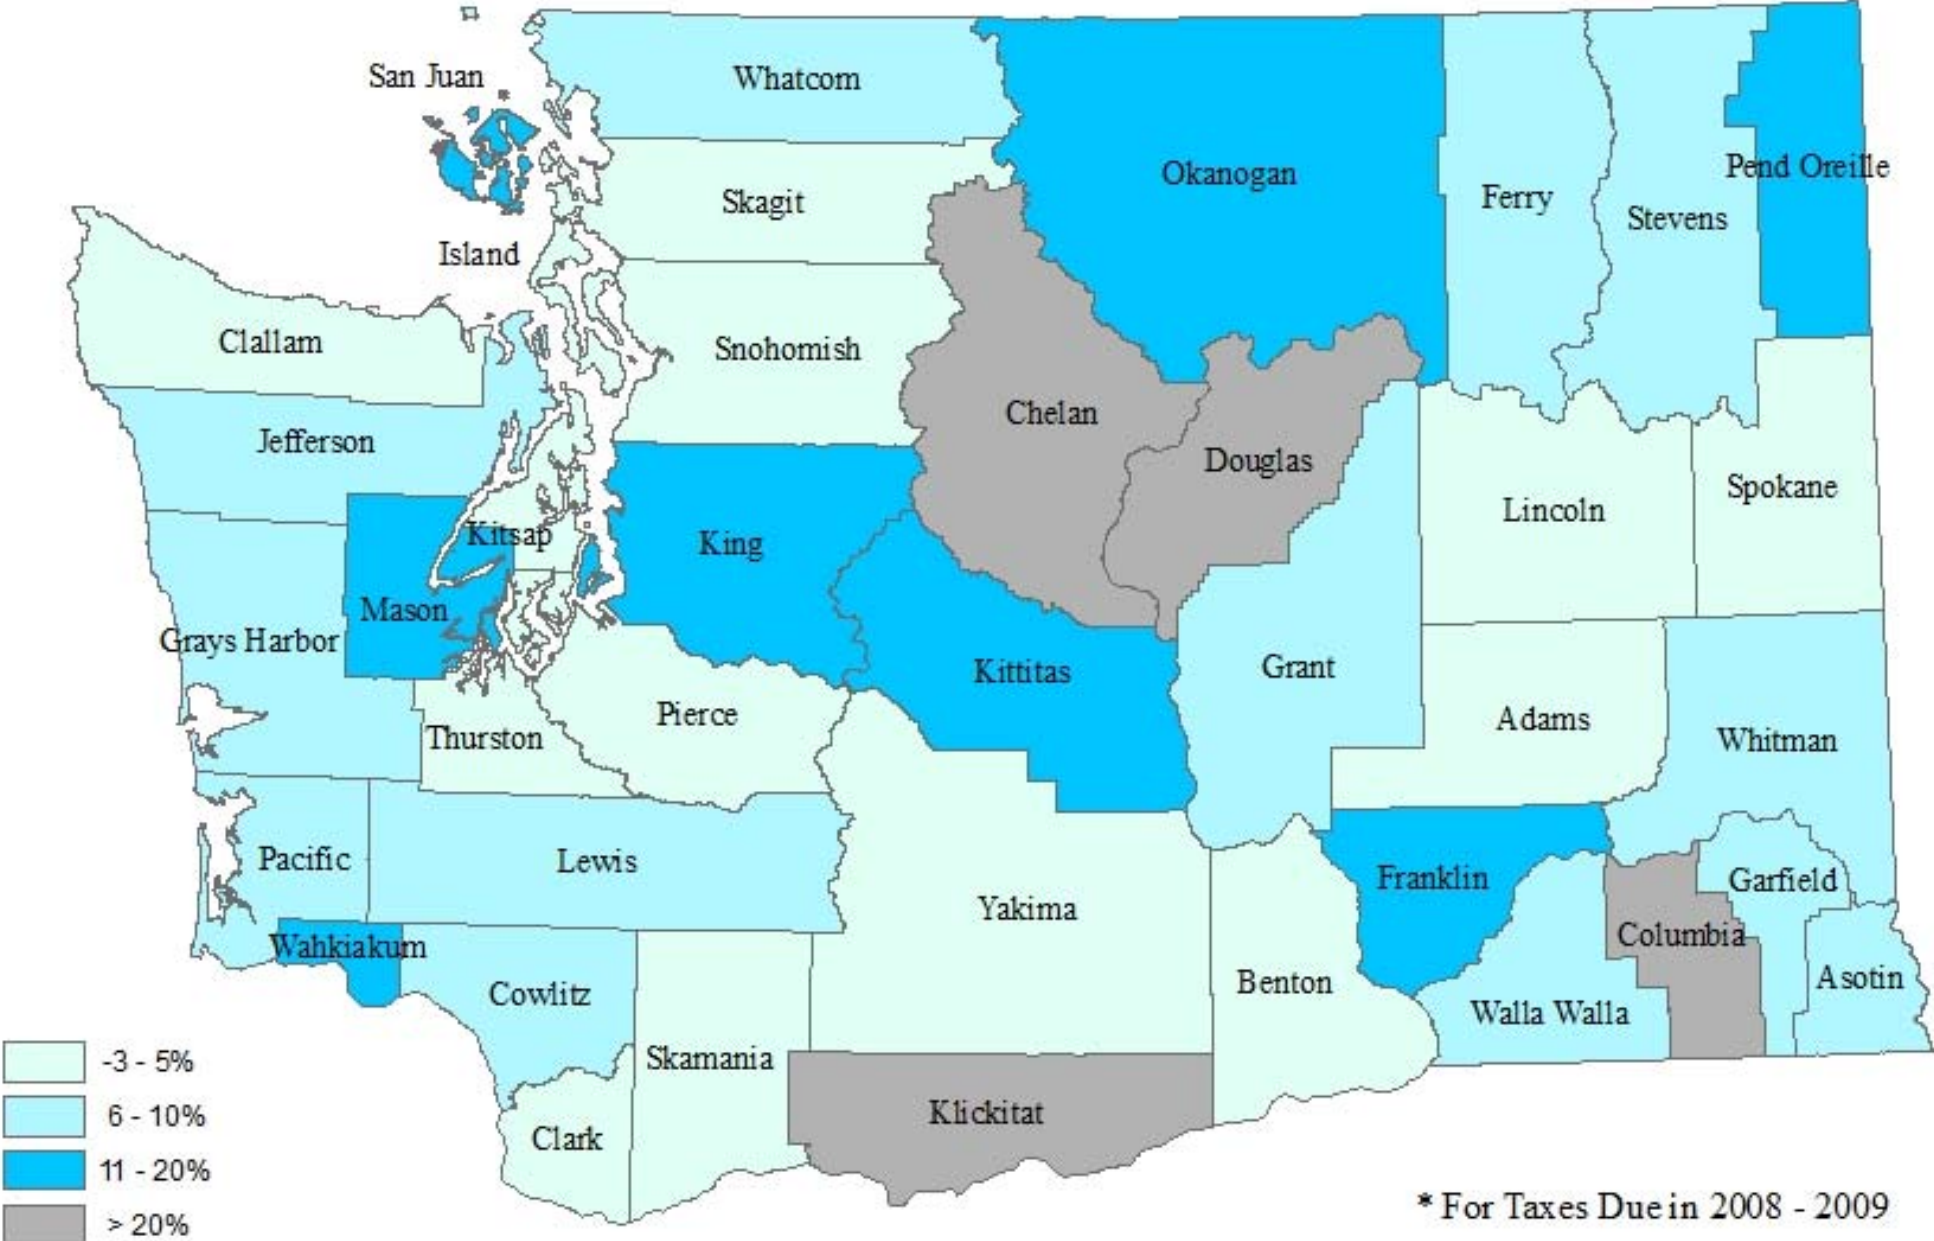 San Juan
Whatcom
Okanogan
Pend Oreille
Ferry
Skagit
Stevens
Island
Clallam
Snohomish
Chelan
Jefferson
Douglas
Spokane
Lincoln
Kitsap
King
Mason
Grays Harbor
Grant
Kittitas
Pierce
Adams
Thurston
Whitman
Pacific
Lewis
Franklin
Garfield
Yakima
Columbia
Wahkiakum
Asotin
Benton
Cowlitz
Walla Walla
Skamania
Klickitat
Clark
-3 - 5%
6 - 10%
11 - 20%
> 20%
* For Taxes Due in 2008 - 2009